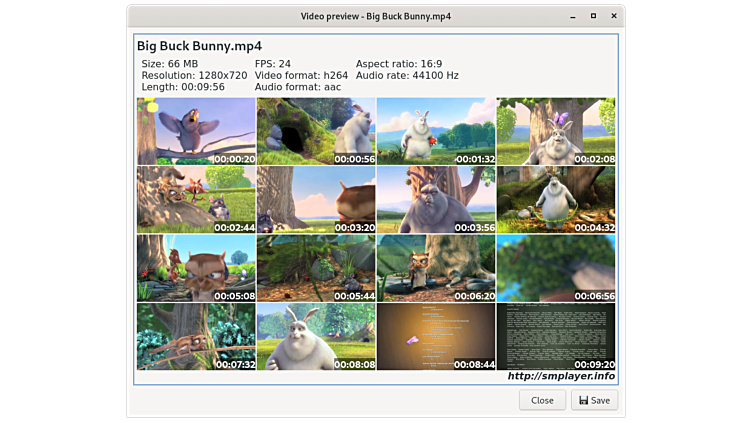 Video preview - Big Buck Bunny.mp4
Big Buck Bunny.mp4
Size: 66 MB FPS: 24 Aspect ratio: 16:9
Resolution: 1280x720 Video format: h264 Audio rate: 44100 Hz
Length: 00:09:56 Audio format: aac
00:00:20 00:00:56 00:01:32 00:02:08
00:02:44 00:03:20 00:03:56 00:04:32
00:05:08 00:05:44 00:06:20 00:06:56
00:07:32 00:08:08 00:08:44 00:09:20
http://smplayer.info
Close Save